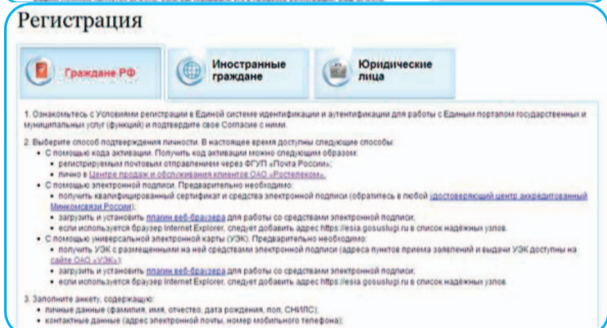 Регистрация
Граждане РФ
Иностранные
граждане
Юридические
лица
1. Ознакомьтесь с Условиями регистрации в Единой системе идентификации и аутентификации для работы с Единым порталом государственных и
муниципальных услуг (функций) и подтвердите свое Согласие с ними.
2. Выберите способ подтверждения личности. В настоящее время доступны следующие способы:
• С помощью кода активации. Получить код активации можно следующим образом:
• регистрируемым почтовым отправлением через ФГУП «Почта России»;
• лично в Центре продаж и обслуживания клиентов ОАО «Ростелеком».
• С помощью электронной подписи. Предварительно необходимо:
• получить квалифицированный сертификат и средства электронной подписи (обратитесь в любой удостоверяющий центр, аккредитованный
Минкомсвязи России);
• загрузить и установить плагин веб-браузера для работы со средствами электронной подписи;
• если используется браузер Internet Explorer, следует добавить адрес https://esia.gosuslugi.ru в список надёжных узлов.
• С помощью универсальной электронной карты (УЭК). Предварительно необходимо:
• получить УЭК с размещенными на ней средствами электронной подписи (адреса пунктов приема заявлений и выдачи УЭК доступны на
сайте ОАО «УЭК»);
• загрузить и установить плагин веб-браузера для работы со средствами электронной подписи;
• если используется браузер Internet Explorer, следует добавить адрес https://esia.gosuslugi.ru в список надёжных узлов.
3. Заполните анкету, содержащую:
• личные данные (фамилия, имя, отчество, дата рождения, пол, СНИЛС);
• контактные данные (адрес электронной почты, номер мобильного телефона);